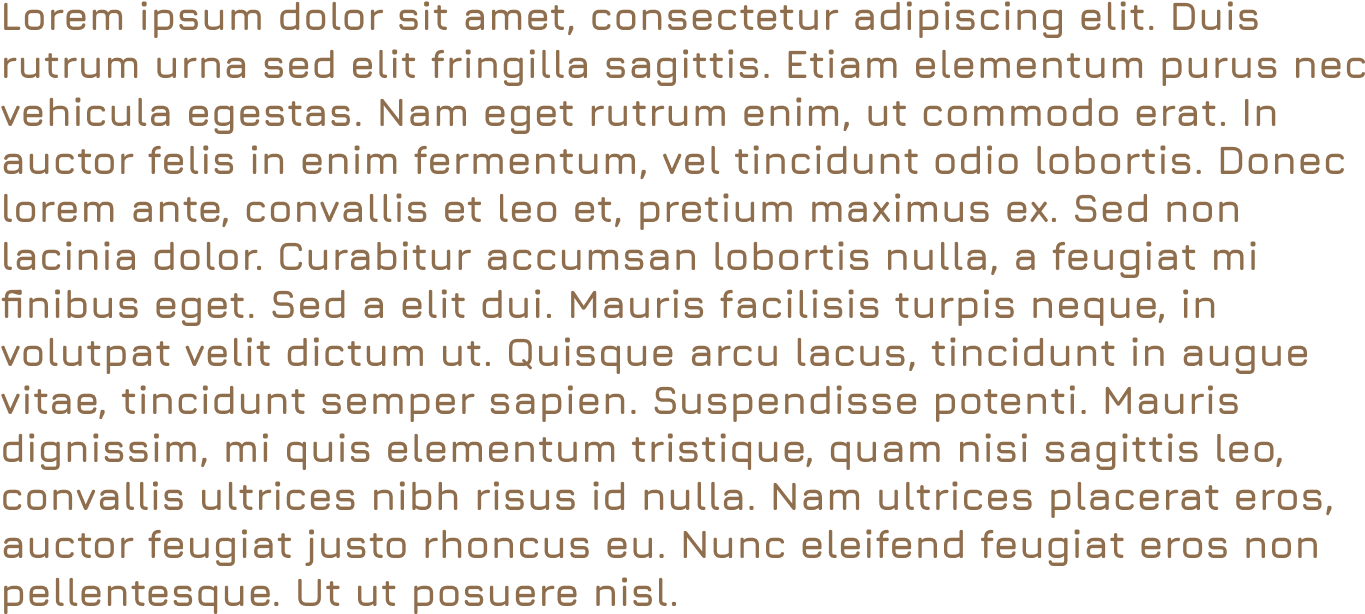 Lorem ipsum dolor sit amet, consectetur adipiscing elit. Duis
rutrum urna sed elit fringilla sagittis. Etiam elementum purus nec
vehicula egestas. Nam eget rutrum enim, ut commodo erat. In
auctor felis in enim fermentum, vel tincidunt odio lobortis. Donec
lorem ante, convallis et leo et, pretium maximus ex. Sed non
lacinia dolor. Curabitur accumsan lobortis nulla, a feugiat mi
finibus eget. Sed a elit dui. Mauris facilisis turpis neque, in
volutpat velit dictum ut. Quisque arcu lacus, tincidunt in augue
vitae, tincidunt semper sapien. Suspendisse potenti. Mauris
dignissim, mi quis elementum tristique, quam nisi sagittis leo,
convallis ultrices nibh risus id nulla. Nam ultrices placerat eros,
auctor feugiat justo rhoncus eu. Nunc eleifend feugiat eros non
pellentesque. Ut ut posuere nisl.